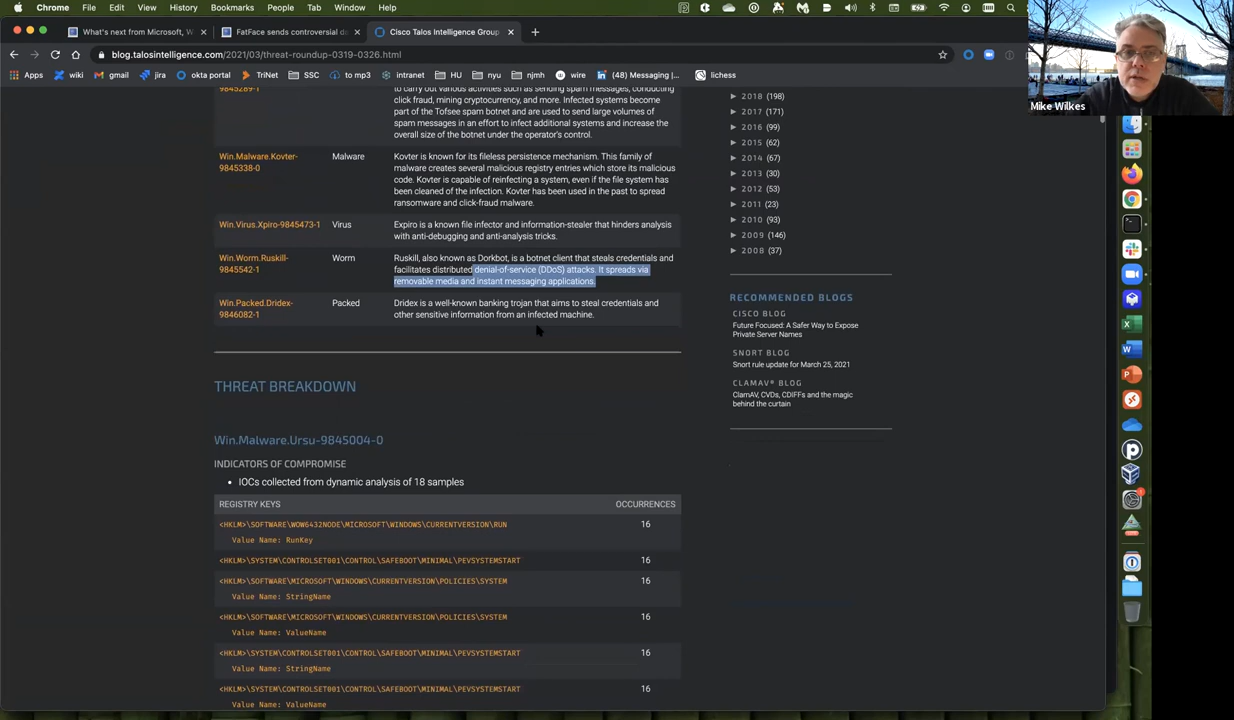 Chrome File Edit View History Bookmarks People Tab Window Help
What's next from Microsoft, W
FatFace sends controversial d
Cisco Talos Intelligence Group
blog.talosintelligence.com/2021/03/threat-roundup-0319-0326.html
Apps wiki gmail jira okta portal TriNet SSC to mp3 intranet HU nyu njmh wire (48) Messaging |... lichess
Mike Wilkes
9845289-1
to carry out various activities such as sending spam messages, conducting
click fraud, mining cryptocurrency, and more. Infected systems become
part of the Tofsee spam botnet and are used to send large volumes of
spam messages in an effort to infect additional systems and increase the
overall size of the botnet under the operator's control.
Win.Malware.Kovter-
9845338-0
Malware
Kovter is known for its fileless persistence mechanism. This family of
malware creates several malicious registry entries which store its malicious
code. Kovter is capable of reinfecting a system, even if the file system has
been cleaned of the infection. Kovter has been used in the past to spread
ransomware and click-fraud malware.
Win.Virus.Xpiro-9845473-1
Virus
Expiro is a known file infector and information-stealer that hinders analysis
with anti-debugging and anti-analysis tricks.
Win.Worm.Ruskill-
9845542-1
Worm
Ruskill, also known as Dorkbot, is a botnet client that steals credentials and
facilitates distributed denial-of-service (DDoS) attacks. It spreads via
removable media and instant messaging applications.
Win.Packed.Dridex-
9846082-1
Packed
Dridex is a well-known banking trojan that aims to steal credentials and
other sensitive information from an infected machine.
THREAT BREAKDOWN
Win.Malware.Ursu-9845004-0
INDICATORS OF COMPROMISE
• IOCs collected from dynamic analysis of 18 samples
REGISTRY KEYS OCCURRENCES
<HKLM>\SOFTWARE\WOW6432NODE\MICROSOFT\WINDOWS\CURRENTVERSION\RUN 16
Value Name: RunKey
<HKLM>\SYSTEM\CONTROLSET001\CONTROL\SAFEBOOT\MINIMAL\PEVSYSTEMSTART 16
<HKLM>\SOFTWARE\MICROSOFT\WINDOWS\CURRENTVERSION\POLICIES\SYSTEM 16
Value Name: StringName
<HKLM>\SOFTWARE\MICROSOFT\WINDOWS\CURRENTVERSION\POLICIES\SYSTEM 16
Value Name: ValueName
<HKLM>\SYSTEM\CONTROLSET001\CONTROL\SAFEBOOT\MINIMAL\PEVSYSTEMSTART 16
Value Name: StringName
<HKLM>\SYSTEM\CONTROLSET001\CONTROL\SAFEBOOT\MINIMAL\PEVSYSTEMSTART 16
Value Name: ValueName
► 2018 (198)
► 2017 (171)
► 2016 (99)
► 2015 (62)
► 2014 (67)
► 2013 (30)
► 2012 (53)
► 2011 (23)
► 2010 (93)
► 2009 (146)
► 2008 (37)
RECOMMENDED BLOGS
CISCO BLOG
Future Focused: A Safer Way to Expose
Private Server Names
SNORT BLOG
Snort rule update for March 25, 2021
CLAMAV® BLOG
ClamAV, CVDs, CDIFFs and the magic
behind the curtain